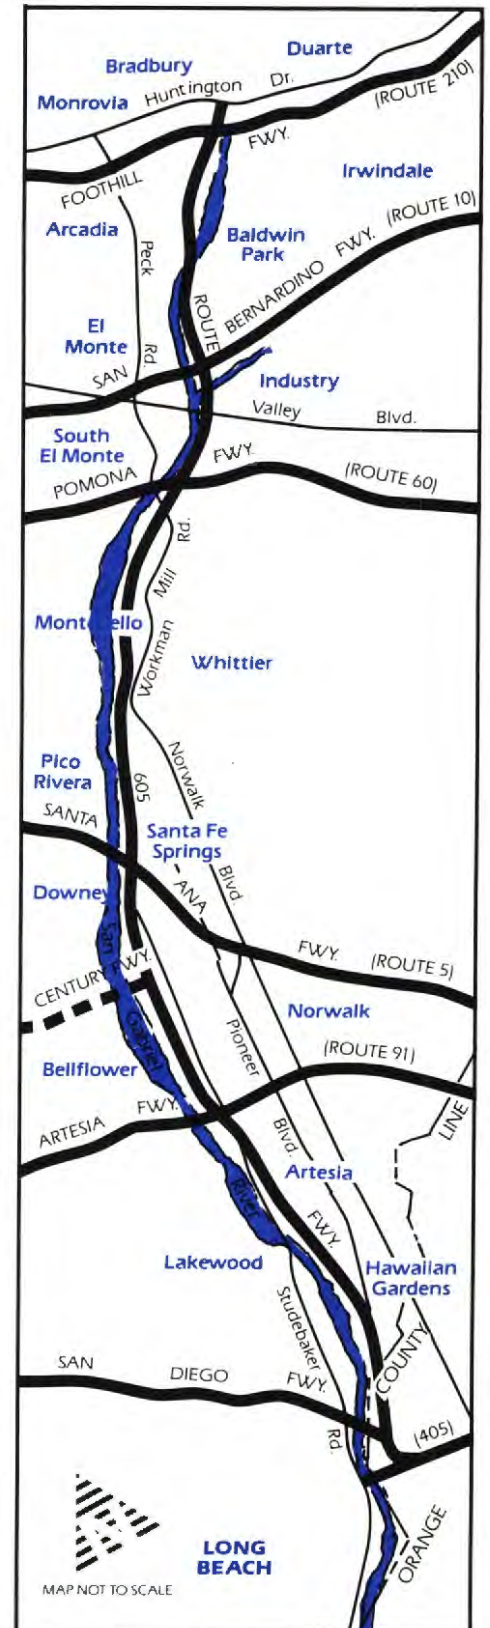 Duarte
Bradbury
Huntington Dr.
Monrovia
(ROUTE 210)
FWY.
FOOTHILL
Irwindale
Arcadia
(ROUTE 10)
Baldwin
Park
Peck
FWY.
BERNARDINO
ROUTE
El
Monte
Rd.
SAN
Industry
Valley Blvd.
South
El Monte
FWY.
POMONA
(ROUTE 60)
Rd.
Mill
Workman
Montebello
Whittier
Pico
Rivera
605
Norwalk
SANTA
Santa Fe
Springs
Blvd.
ANA
Downey
San
FWY.
(ROUTE 5)
CENTURY FWY.
Norwalk
Gabriel
Pioneer
(ROUTE 91)
Bellflower
FWY.
ARTESIA
LINE
Blvd.
Artesia
River
FWY.
Lakewood
Hawaiian
Gardens
Studebaker
COUNTY
SAN DIEGO FWY.
Rd.
(405)
ORANGE
LONG
BEACH
MAP NOT TO SCALE